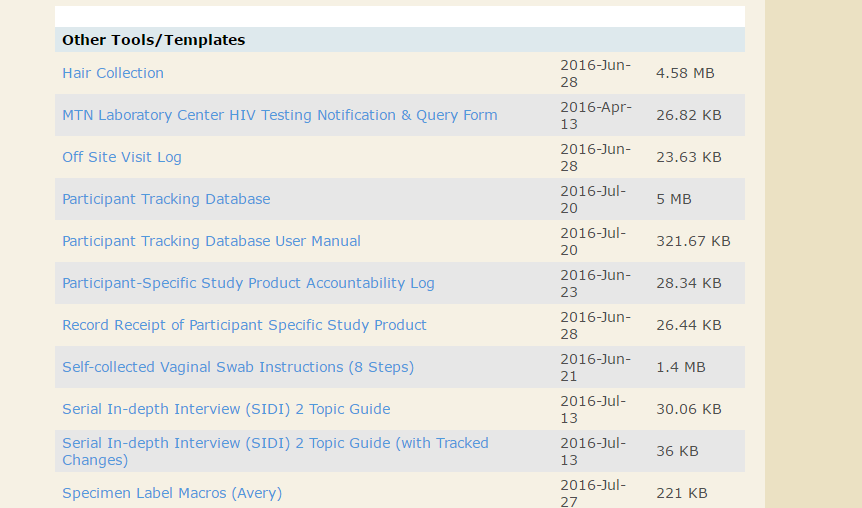 Other Tools/Templates
Hair Collection 2016-Jun-28 4.58 MB
MTN Laboratory Center HIV Testing Notification & Query Form 2016-Apr-13 26.82 KB
Off Site Visit Log 2016-Jun-28 23.63 KB
Participant Tracking Database 2016-Jul-20 5 MB
Participant Tracking Database User Manual 2016-Jul-20 321.67 KB
Participant-Specific Study Product Accountability Log 2016-Jun-23 28.34 KB
Record Receipt of Participant Specific Study Product 2016-Jun-28 26.44 KB
Self-collected Vaginal Swab Instructions (8 Steps) 2016-Jun-21 1.4 MB
Serial In-depth Interview (SIDI) 2 Topic Guide 2016-Jul-13 30.06 KB
Serial In-depth Interview (SIDI) 2 Topic Guide (with Tracked Changes) 2016-Jul-13 36 KB
Specimen Label Macros (Avery) 2016-Jul-27 221 KB